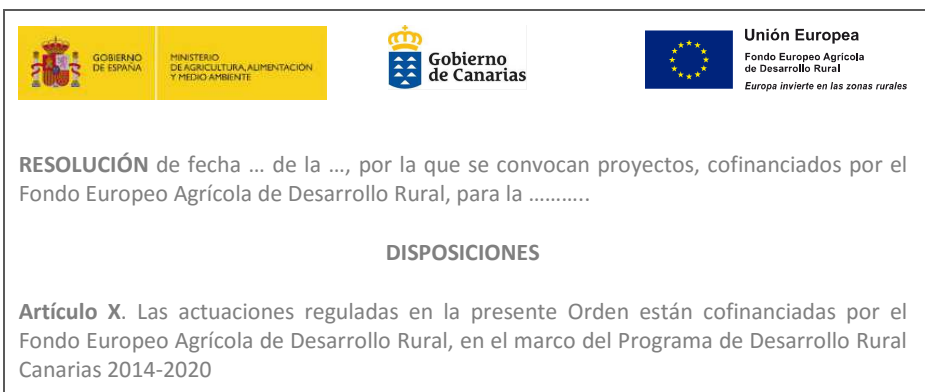 GOBIERNO
DE ESPAÑA
MINISTERIO
DE AGRICULTURA, ALIMENTACIÓN
Y MEDIO AMBIENTE
Gobierno
de Canarias
Unión Europea
Fondo Europeo Agrícola
de Desarrollo Rural
Europa invierte en las zonas rurales
RESOLUCIÓN de fecha … de la …, por la que se convocan proyectos, cofinanciados por el
Fondo Europeo Agrícola de Desarrollo Rural, para la ………..
DISPOSICIONES
Artículo X. Las actuaciones reguladas en la presente Orden están cofinanciadas por el
Fondo Europeo Agrícola de Desarrollo Rural, en el marco del Programa de Desarrollo Rural
Canarias 2014-2020